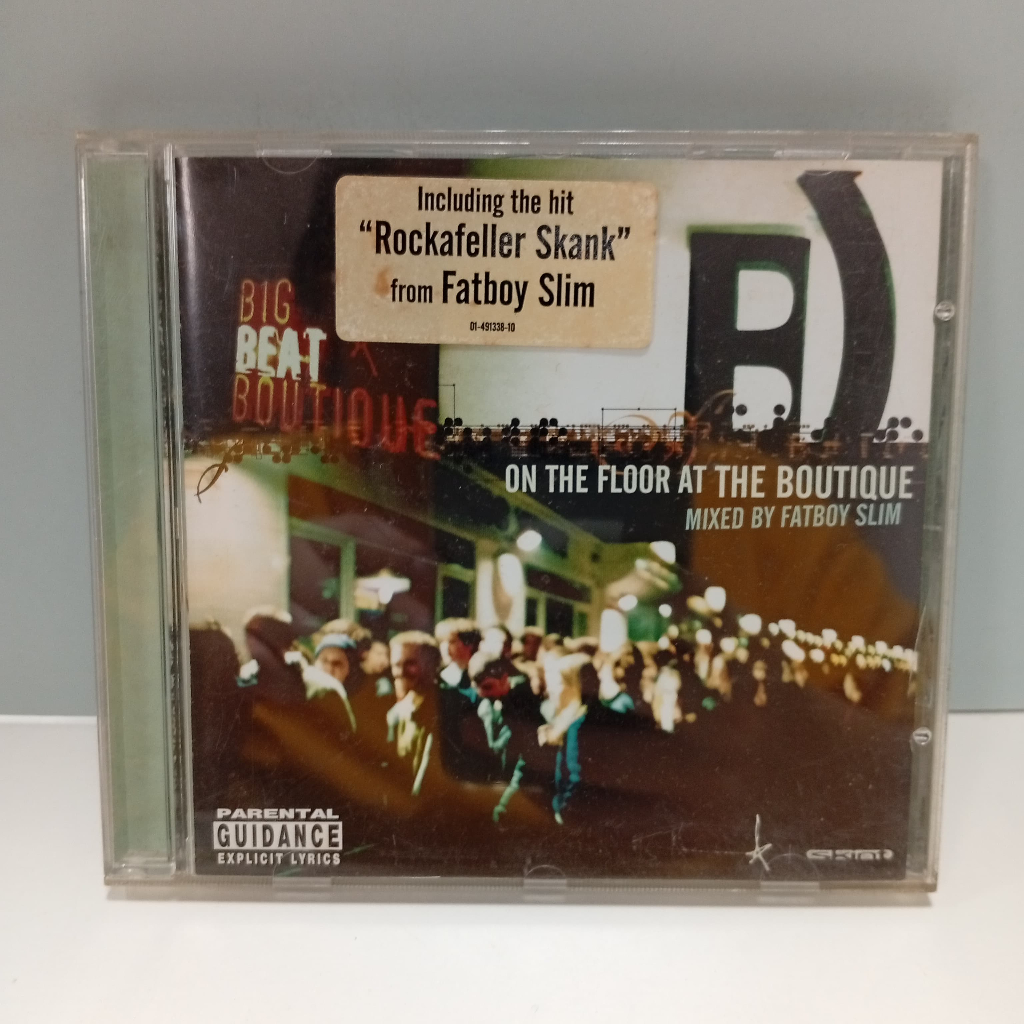 Including the hit
“Rockafeller Skank”
from Fatboy Slim
01-491338-10
B)
BIG
BEAT
BOUTIQUE
ON THE FLOOR AT THE BOUTIQUE
MIXED BY FATBOY SLIM
PARENTAL
GUIDANCE
EXPLICIT LYRICS
skint